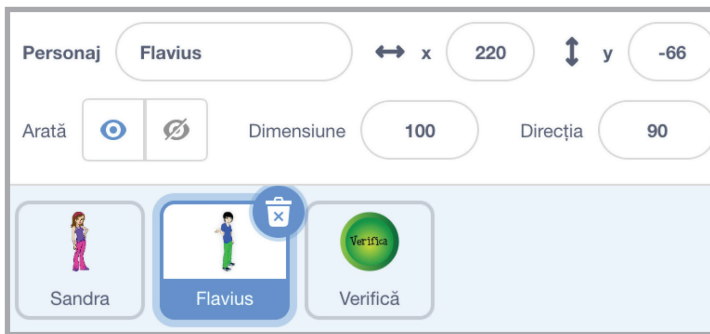 Personaj Flavius x 220 y -66
Arată Dimensiune 100 Direcția 90
Verifica
Sandra Flavius Verifică